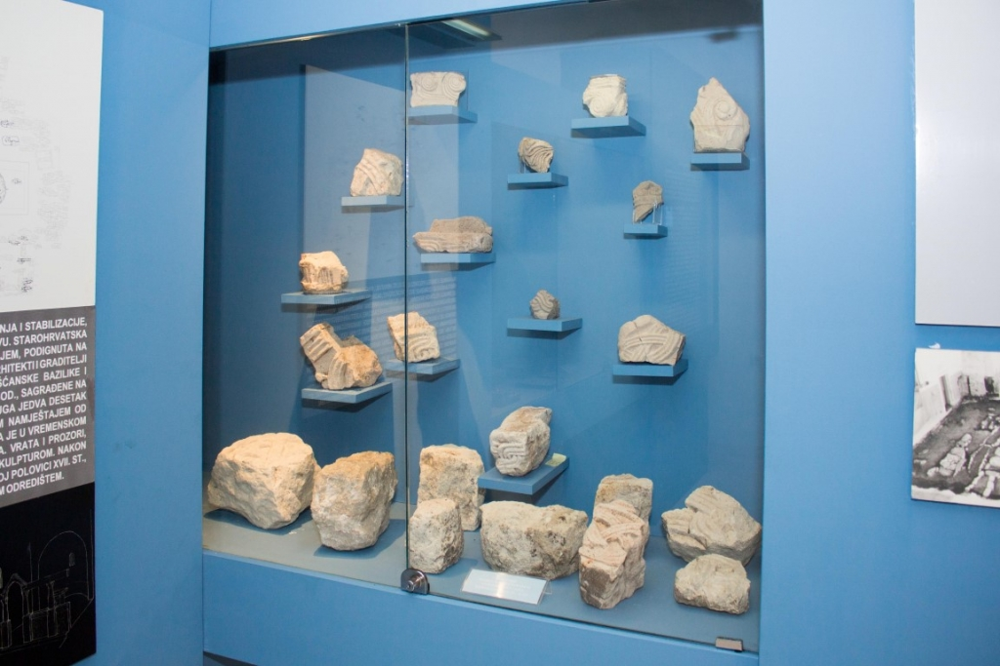 NJA I STABILIZACIJE,
VU. STAROHRVATSKA
JEM, PODIGNUTA NA
HITEKTI I GRADITELJI
ŠĆANSKE BAZILIKE I
OD., SAGRAĐENE NA
UGA JEDVA DESETAK
M NAMJEŠTAJEM OD
A JE U VREMENSKOM
A. VRATA I PROZORI,
KULPTUROM. NAKON
OJ POLOVICI XVII. ST.,
M ODREDIŠTEM.